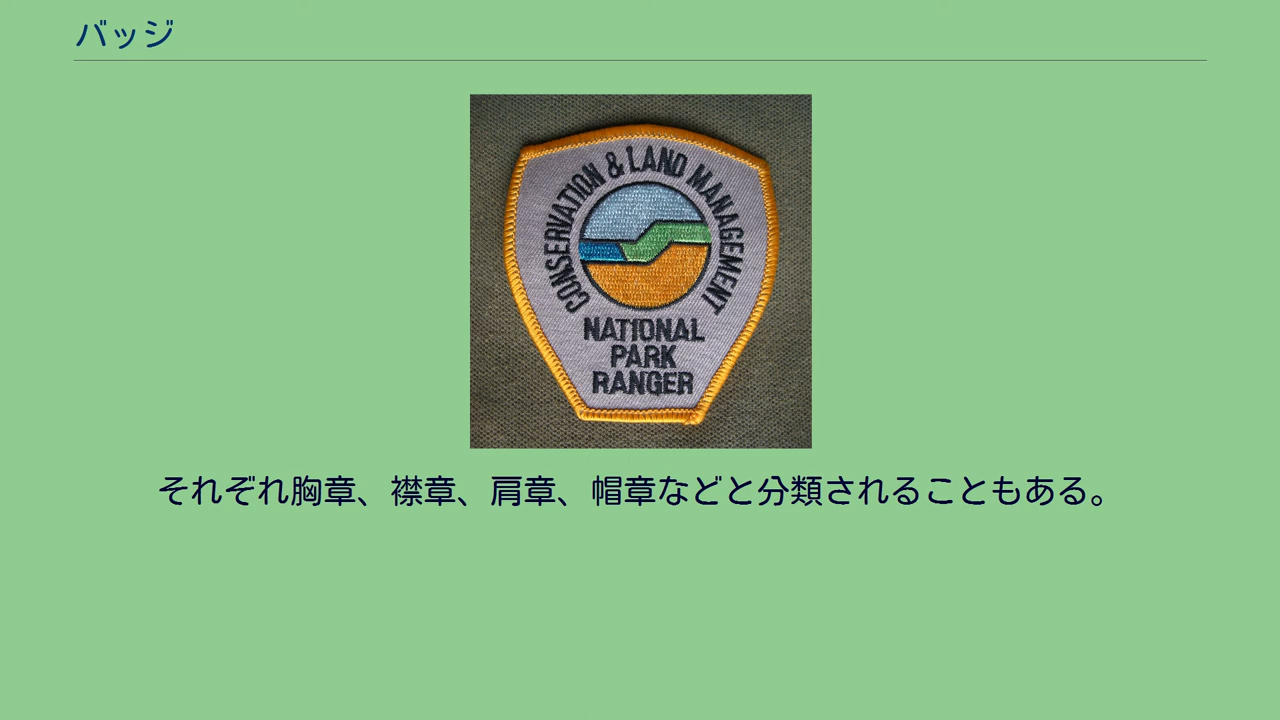 バッジ
CONSERVATION & LAND MANAGEMENT
NATIONAL
PARK
RANGER
それぞれ胸章、襟章、肩章、帽章などと分類されることもある。